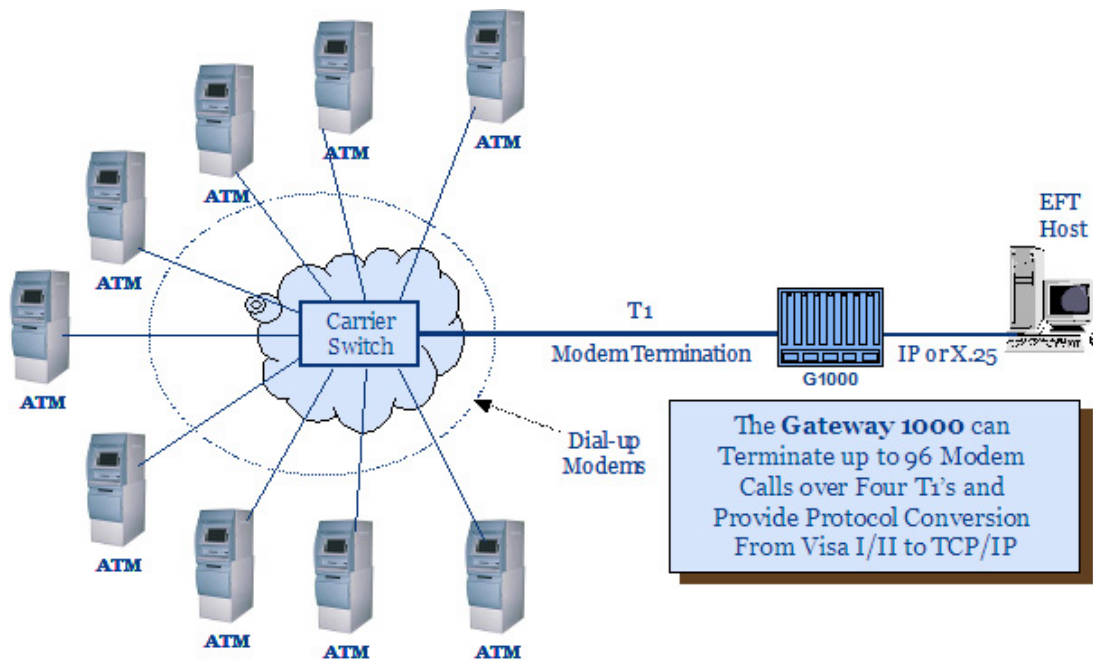 ATM
ATM
ATM
ATM
ATM
ATM
ATM
ATM
ATM
ATM
Carrier
Switch
T1
Modem Termination
G1000
IP or X.25
EFT
Host
Dial-up
Modems
The Gateway 1000 can
Terminate up to 96 Modem
Calls over Four T1's and
Provide Protocol Conversion
From Visa I/II to TCP/IP